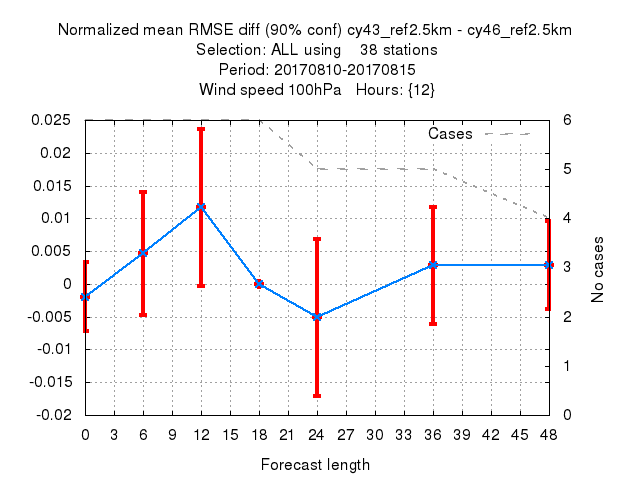 Normalized mean RMSE diff (90% conf) cy43_ref2.5km - cy46_ref2.5km
Selection: ALL using    38 stations
Period: 20170810-20170815
Wind speed 100hPa   Hours: {12}
Cases
0.025
0.02
0.015
0.01
0.005
0
-0.005
-0.01
-0.015
-0.02
6
5
4
3
2
1
0
No cases
0 3 6 9 12 15 18 21 24 27 30 33 36 39 42 45 48
Forecast length